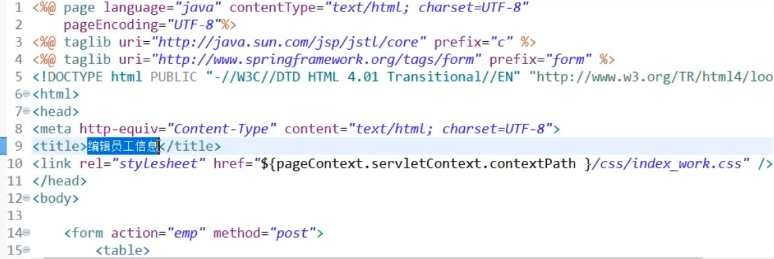 1 <%@ page language="java" contentType="text/html; charset=UTF-8"
2 pageEncoding="UTF-8"%>
3 <%@ taglib uri="http://java.sun.com/jsp/jstl/core" prefix="c" %>
4 <%@ taglib uri="http://www.springframework.org/tags/form" prefix="form" %>
5 <!DOCTYPE html PUBLIC "-//W3C//DTD HTML 4.01 Transitional//EN" "http://www.w3.org/TR/html4/loo
6 <html>
7 <head>
8 <meta http-equiv="Content-Type" content="text/html; charset=UTF-8">
9 <title>编辑员工信息</title>
10 <link rel="stylesheet" href="${pageContext.servletContext.contextPath }/css/index_work.css" />
11 </head>
12 <body>
13
14 <form action="emp" method="post">
15 <table>